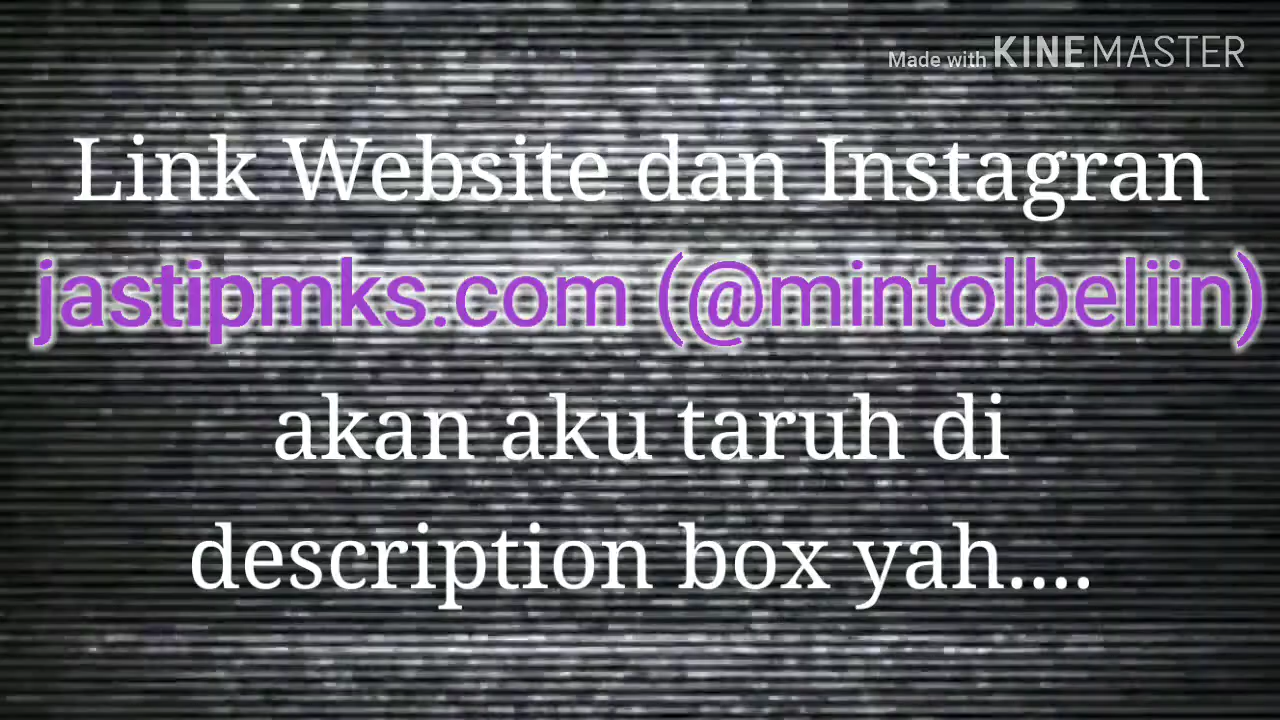 Made with KINEMASTER
Link Website dan Instagran
jastipmks.com (@mintolbeliin)
akan aku taruh di
description box yah....